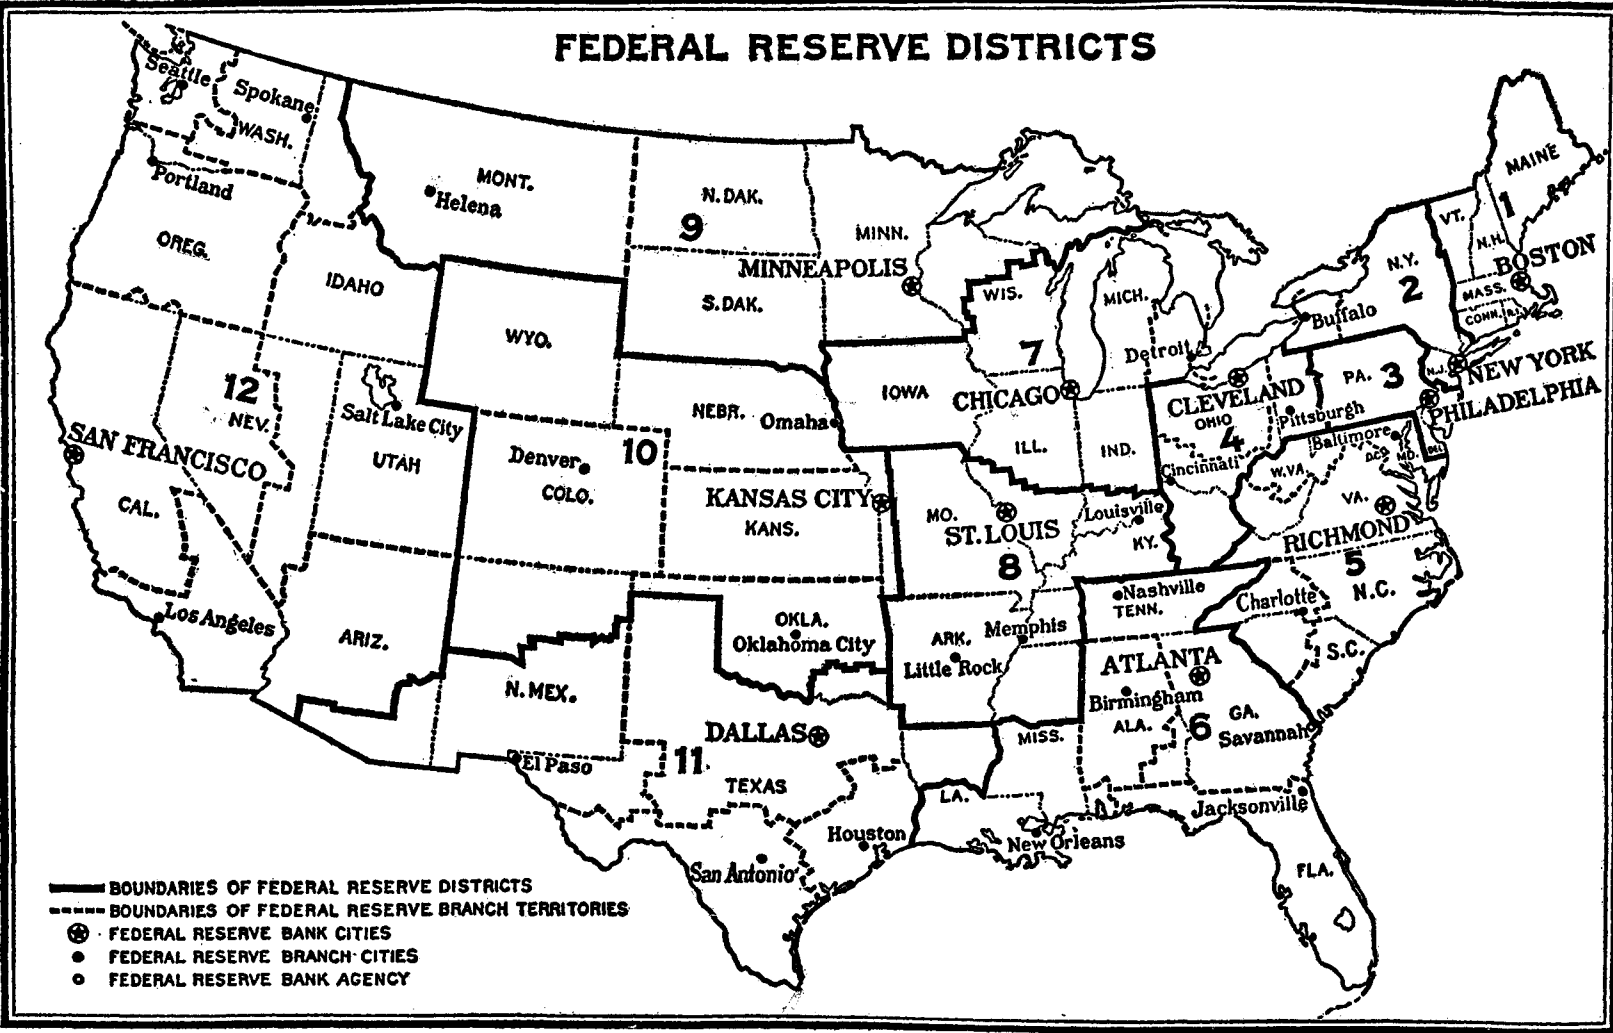 FEDERAL RESERVE DISTRICTS
Seattle
Spokane
WASH.
Portland
OREG.
IDAHO
MONT.
Helena
N. DAK.
9
MINN.
MINNEAPOLIS
S. DAK.
WYO.
WIS.
MICH.
7
Detroit
IOWA
CHICAGO
ILL.
IND.
MAINE
1
VT.
N.H.
BOSTON
MASS.
CONN.
R.I.
N.Y.
2
Buffalo
NEW YORK
N.J.
PA. 3
PHILADELPHIA
CLEVELAND
OHIO
4
Pittsburgh
Cincinnati
Baltimore
D.C.
MD.
DEL.
W.VA.
VA.
RICHMOND
5
N.C.
Charlotte
S.C.
12
NEV.
SAN FRANCISCO
CAL.
Los Angeles
Salt Lake City
UTAH
ARIZ.
NEBR.
Omaha
10
Denver
COLO.
KANSAS CITY
KANS.
MO.
ST. LOUIS
8
Louisville
KY.
Nashville
TENN.
Memphis
ARK.
Little Rock
OKLA.
Oklahoma City
N. MEX.
El Paso
DALLAS
11
TEXAS
Houston
San Antonio
LA.
New Orleans
MISS.
ATLANTA
Birmingham
ALA.
6
GA.
Savannah
Jacksonville
FLA.
BOUNDARIES OF FEDERAL RESERVE DISTRICTS
BOUNDARIES OF FEDERAL RESERVE BRANCH TERRITORIES
FEDERAL RESERVE BANK CITIES
FEDERAL RESERVE BRANCH CITIES
FEDERAL RESERVE BANK AGENCY